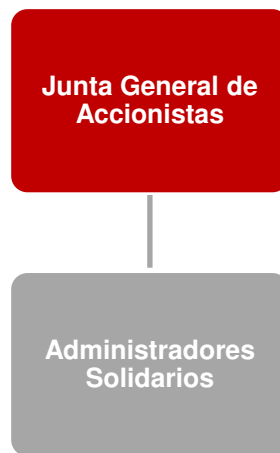 Junta General de
Accionistas
Administradores
Solidarios